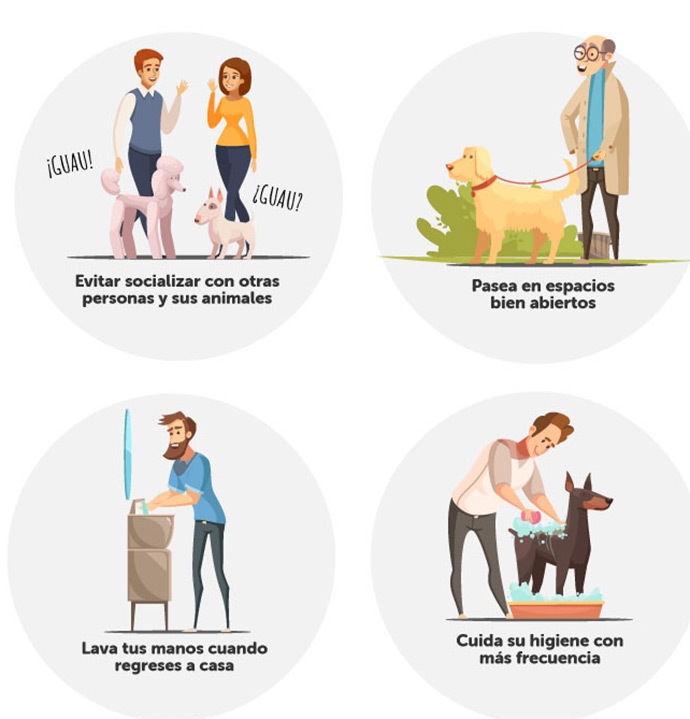 ¡GUAU!
¿GUAU?
Evitar socializar con otras
personas y sus animales
Pasea en espacios
bien abiertos
Lava tus manos cuando
regreses a casa
Cuida su higiene con
más frecuencia